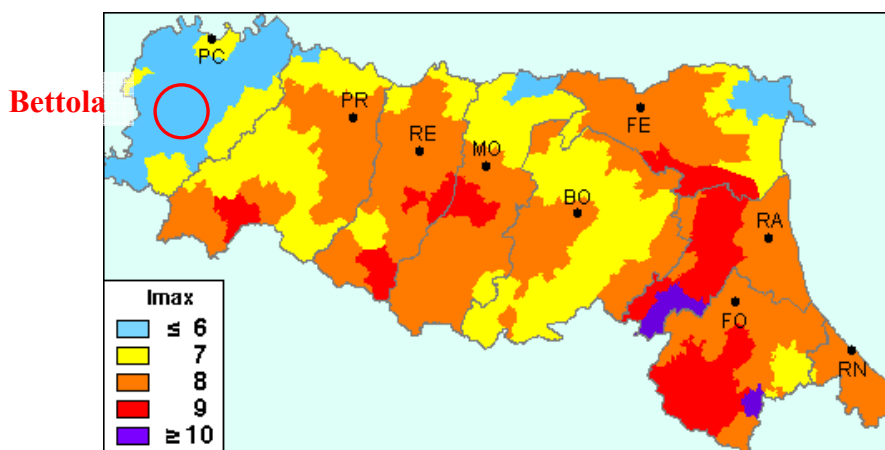 Bettola
PC
PR
RE
MO
BO
FE
RA
FO
RN
Imax
≤ 6
7
8
9
≥ 10